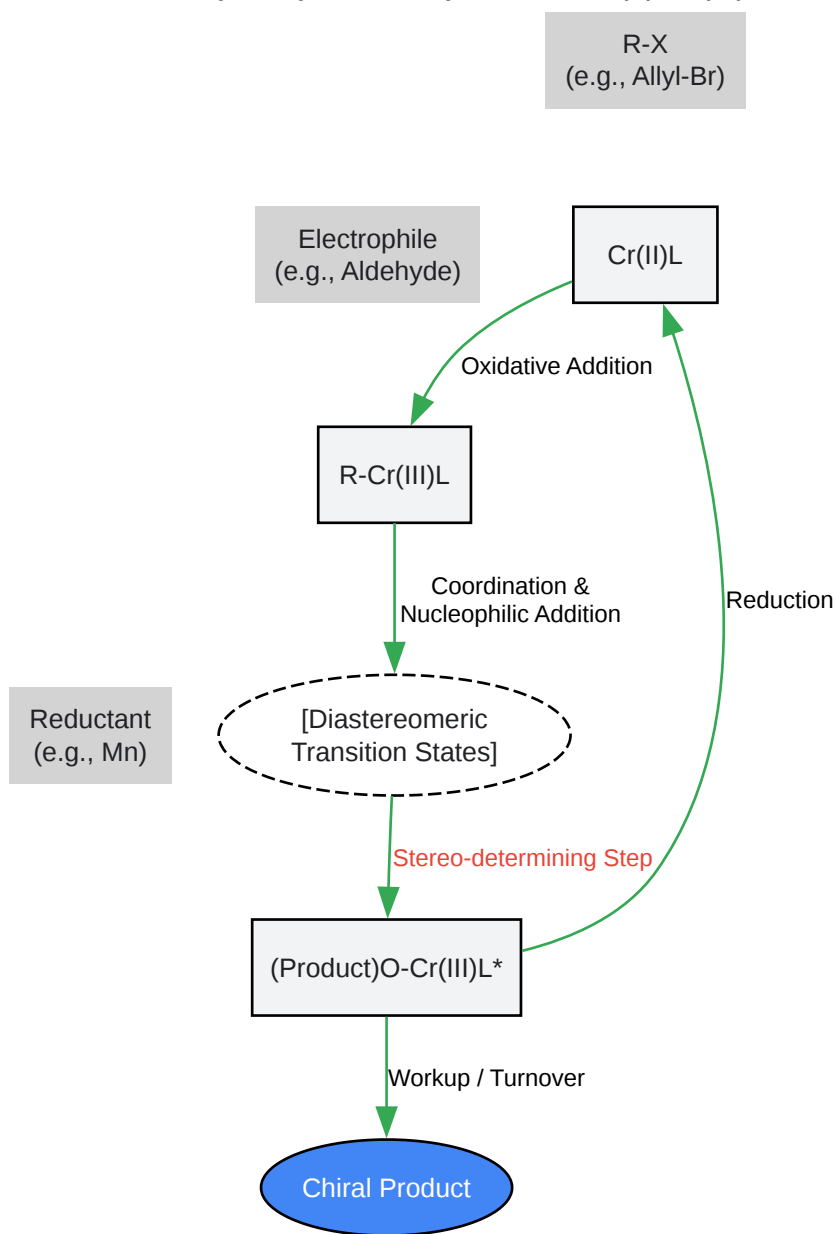 R-X
(e.g., Allyl-Br)
Electrophile
(e.g., Aldehyde)
Cr(II)L
Oxidative Addition
R-Cr(III)L
Coordination &
Nucleophilic Addition
Reduction
Reductant
(e.g., Mn)
[Diastereomeric
Transition States]
Stereo-determining Step
(Product)O-Cr(III)L*
Workup / Turnover
Chiral Product